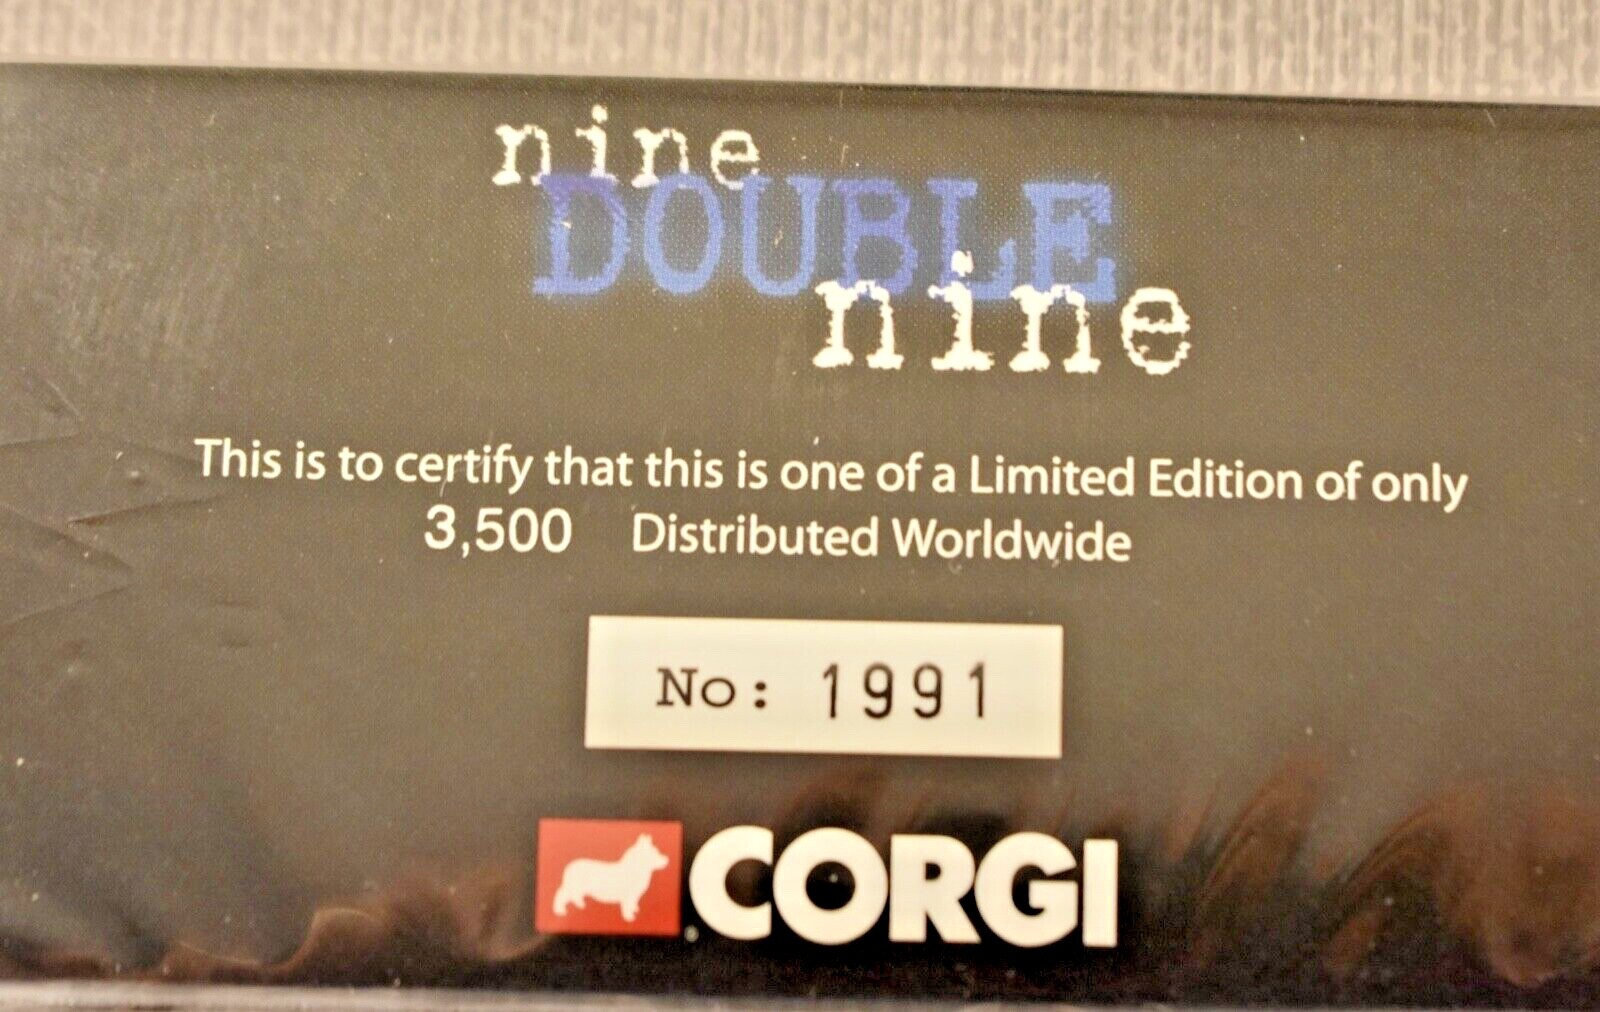 nine
DOUBLE
nine
This is to certify that this is one of a Limited Edition of only
3,500 Distributed Worldwide
No: 1991
CORGI